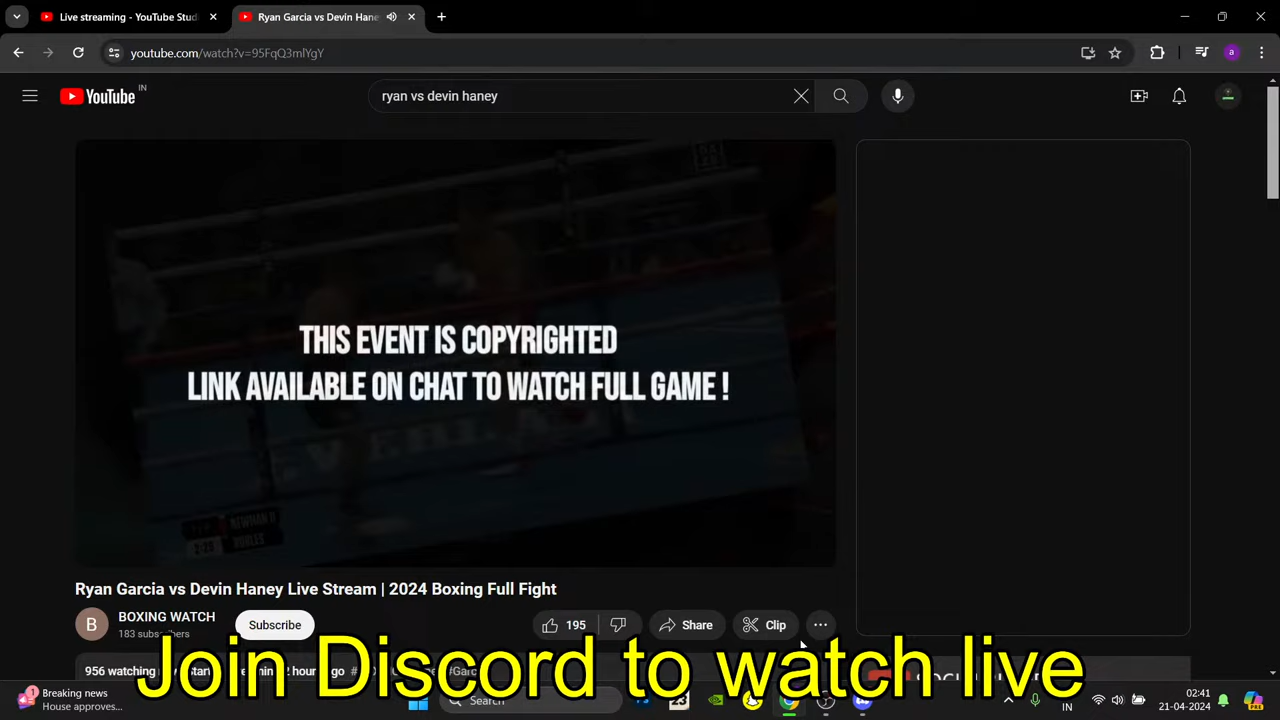 Live streaming - YouTube Studi
Ryan Garcia vs Devin Hane
youtube.com/watch?v=95FqQ3mlYgY
YouTube IN
ryan vs devin haney
THIS EVENT IS COPYRIGHTED
LINK AVAILABLE ON CHAT TO WATCH FULL GAME !
2:23
Ryan Garcia vs Devin Haney Live Stream | 2024 Boxing Full Fight
B
BOXING WATCH
183 subscribers
Subscribe
195
Share
Clip
956 watching
Join Discord to watch live
Breaking news
House approves...
Search
IN
02:41
21-04-2024